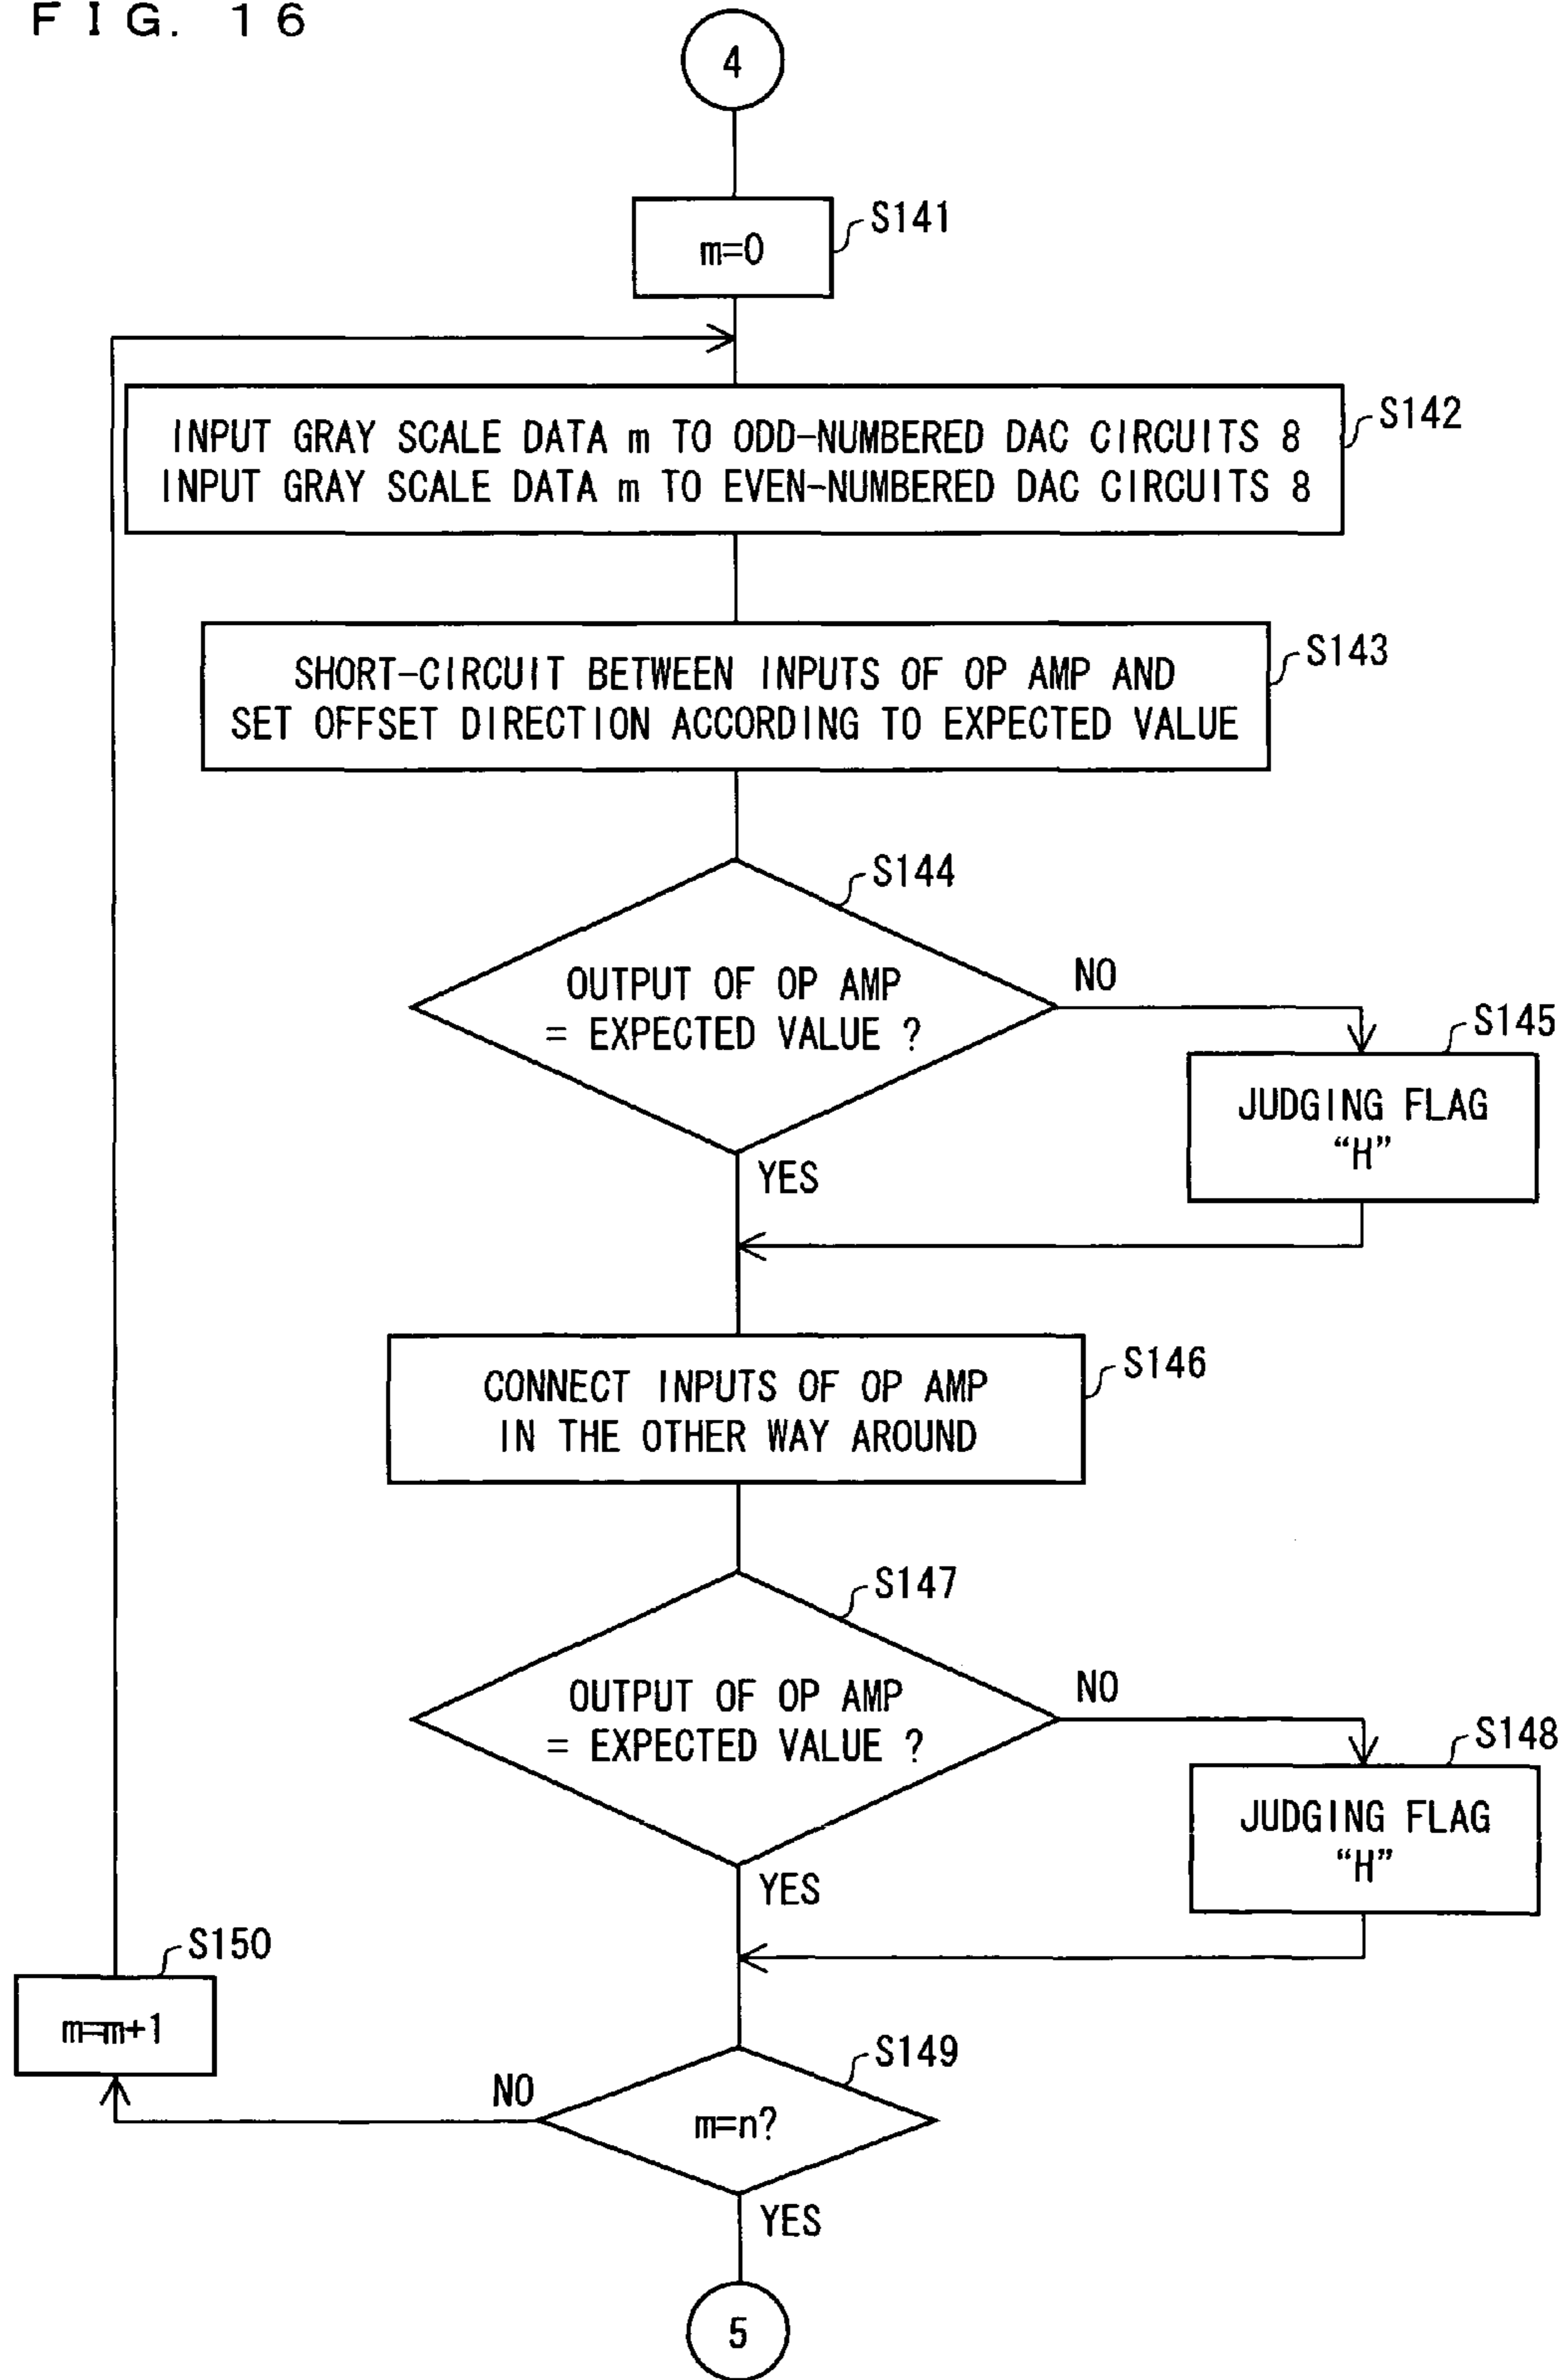 FIG. 16
4
S141
m=0
S142
INPUT GRAY SCALE DATA m TO ODD-NUMBERED DAC CIRCUITS 8
INPUT GRAY SCALE DATA m TO EVEN-NUMBERED DAC CIRCUITS 8
S143
SHORT-CIRCUIT BETWEEN INPUTS OF OP AMP AND
SET OFFSET DIRECTION ACCORDING TO EXPECTED VALUE
S144
OUTPUT OF OP AMP
= EXPECTED VALUE ?
NO
S145
JUDGING FLAG
“H”
YES
S146
CONNECT INPUTS OF OP AMP
IN THE OTHER WAY AROUND
S147
OUTPUT OF OP AMP
= EXPECTED VALUE ?
NO
S148
JUDGING FLAG
“H”
YES
S150
m=m+1
S149
NO
m=n?
YES
5